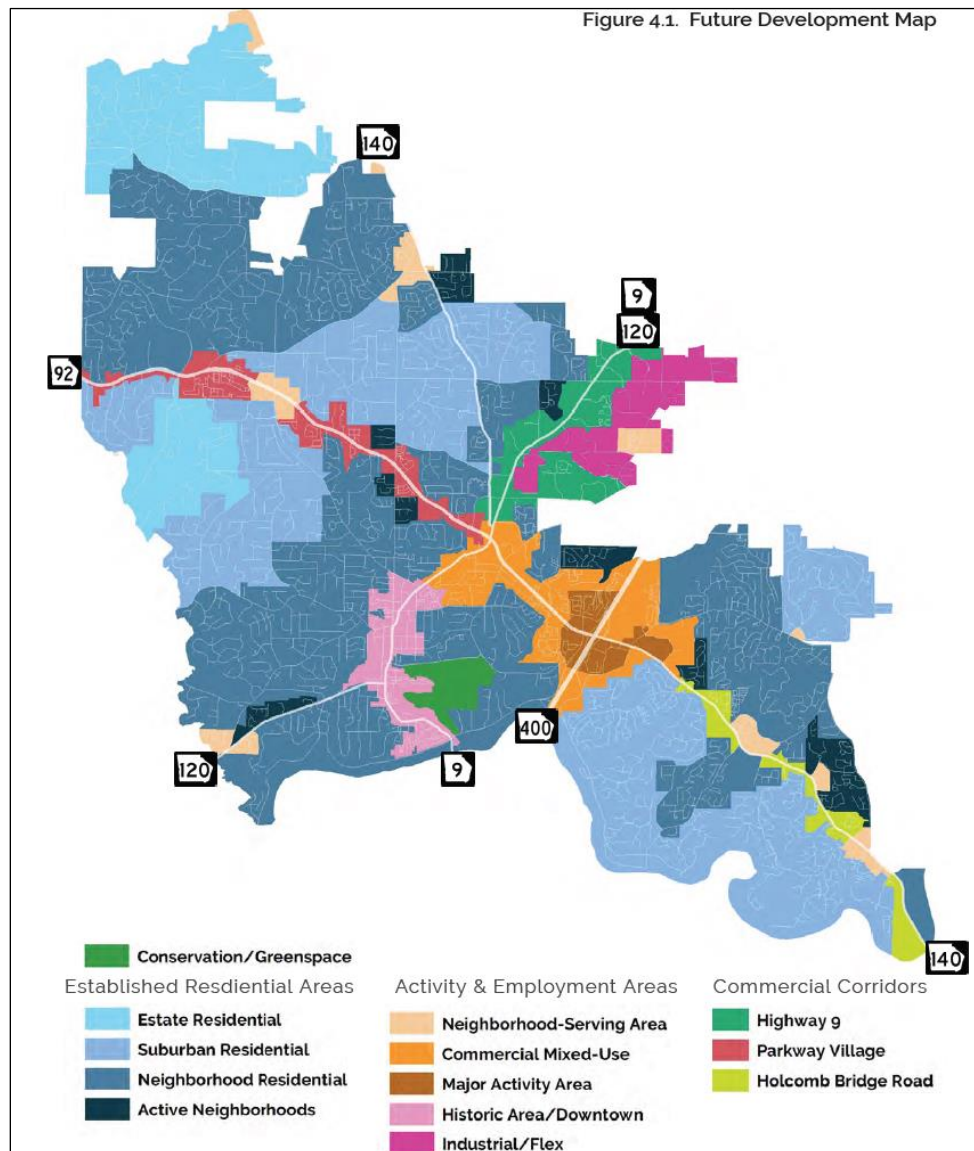 Figure 4.1. Future Development Map
140
9
120
92
400
120
9
140
Conservation/Greenspace
Established Resdiential Areas
Estate Residential
Suburban Residential
Neighborhood Residential
Active Neighborhoods
Activity & Employment Areas
Neighborhood-Serving Area
Commercial Mixed-Use
Major Activity Area
Historic Area/Downtown
Industrial/Flex
Commercial Corridors
Highway 9
Parkway Village
Holcomb Bridge Road